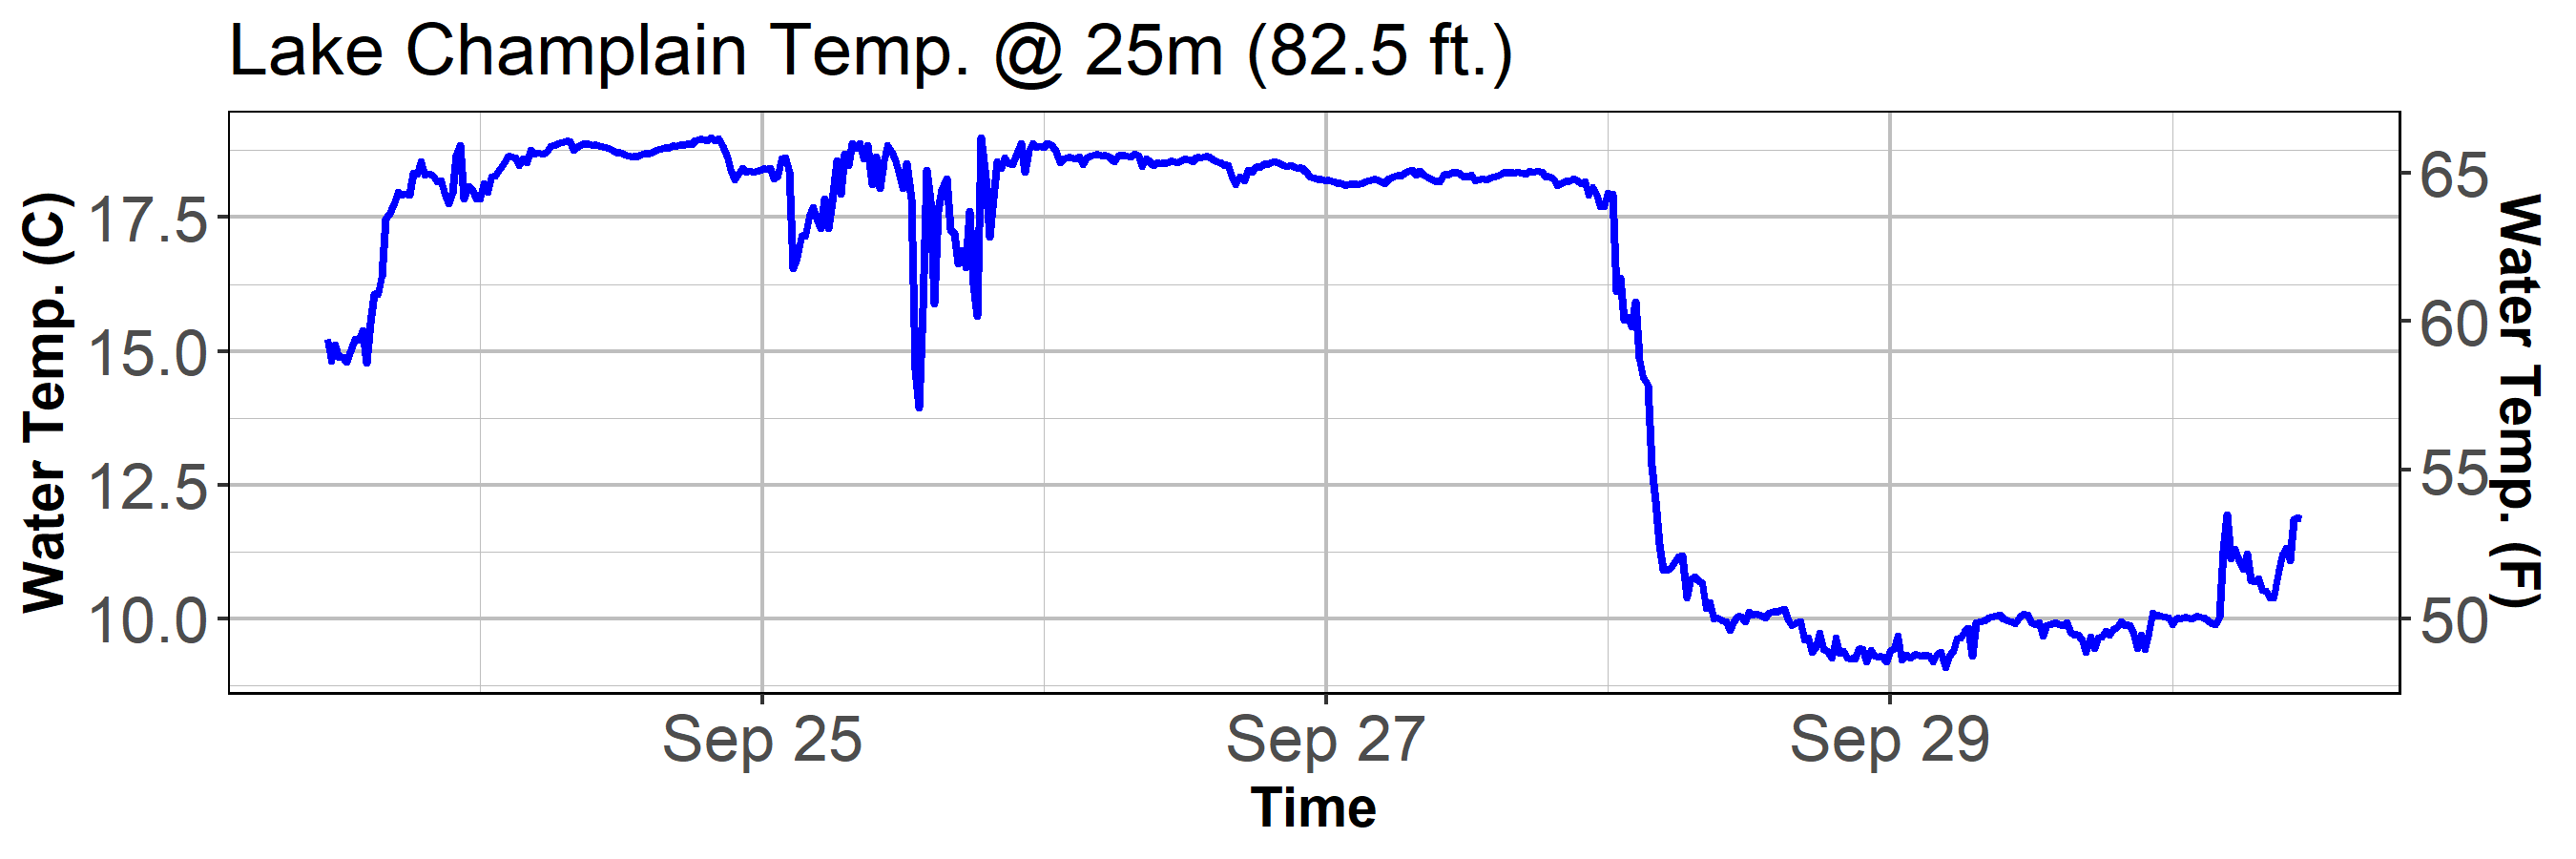 Lake Champlain Temp. @ 25m (82.5 ft.)
Water Temp. (C)
17.5
15.0
12.5
10.0
65
60
55
50
Water Temp. (F)
Sep 25
Sep 27
Sep 29
Time